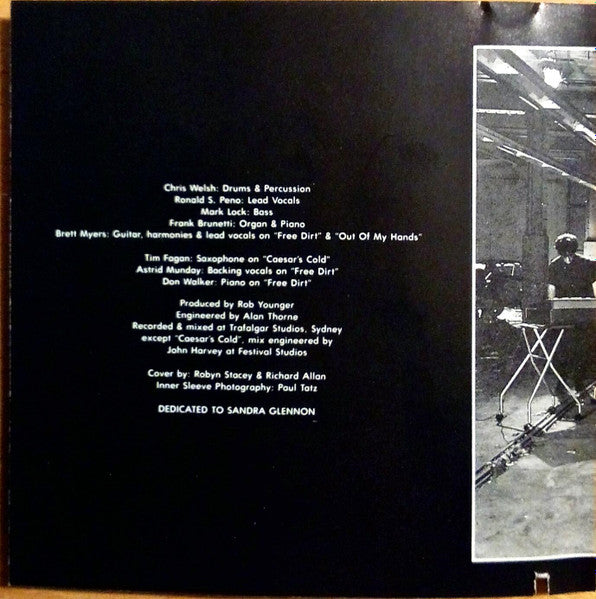 Chris Welsh: Drums & Percussion
Ronald S. Peno: Lead Vocals
Mark Lock: Bass
Frank Brunetti: Organ & Piano
Brett Myers: Guitar, harmonies & lead vocals on "Free Dirt" & "Out Of My Hands"
Tim Fagan: Saxophone on "Caesar's Cold"
Astrid Munday: Backing vocals on "Free Dirt"
Don Walker: Piano on "Free Dirt"
Produced by Rob Younger
Engineered by Alan Thorne
Recorded & mixed at Trafalgar Studios, Sydney
except "Caesar's Cold", mix engineered by
John Harvey at Festival Studios
Cover by: Robyn Stacey & Richard Allan
Inner Sleeve Photography: Paul Tatz
DEDICATED TO SANDRA GLENNON